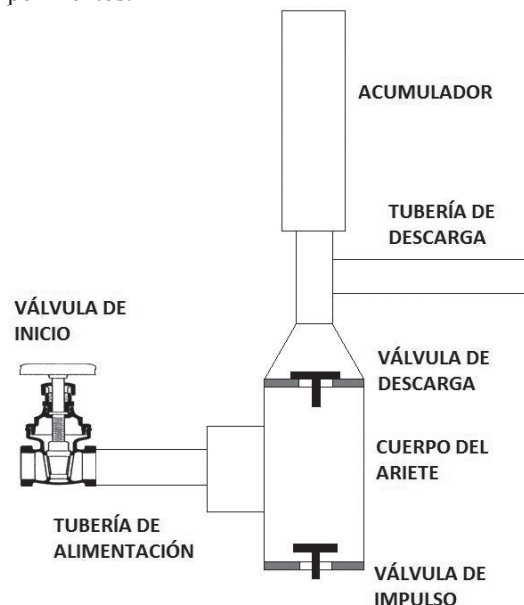 ACUMULADOR
TUBERÍA DE
DESCARGA
VÁLVULA DE
INICIO
VÁLVULA DE
DESCARGA
CUERPO DEL
ARIETE
TUBERÍA DE
ALIMENTACIÓN
VÁLVULA DE
IMPULSO